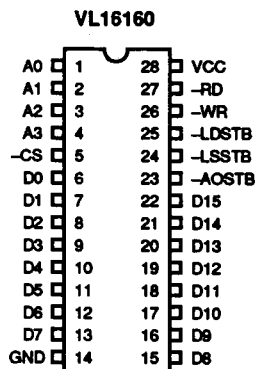 VL16160
A0 1 28 VCC
A1 2 27 –RD
A2 3 26 –WR
A3 4 25 –LDSTB
–CS 5 24 –LSSTB
D0 6 23 –AOSTB
D1 7 22 D15
D2 8 21 D14
D3 9 20 D13
D4 10 19 D12
D5 11 18 D11
D6 12 17 D10
D7 13 16 D9
GND 14 15 D8